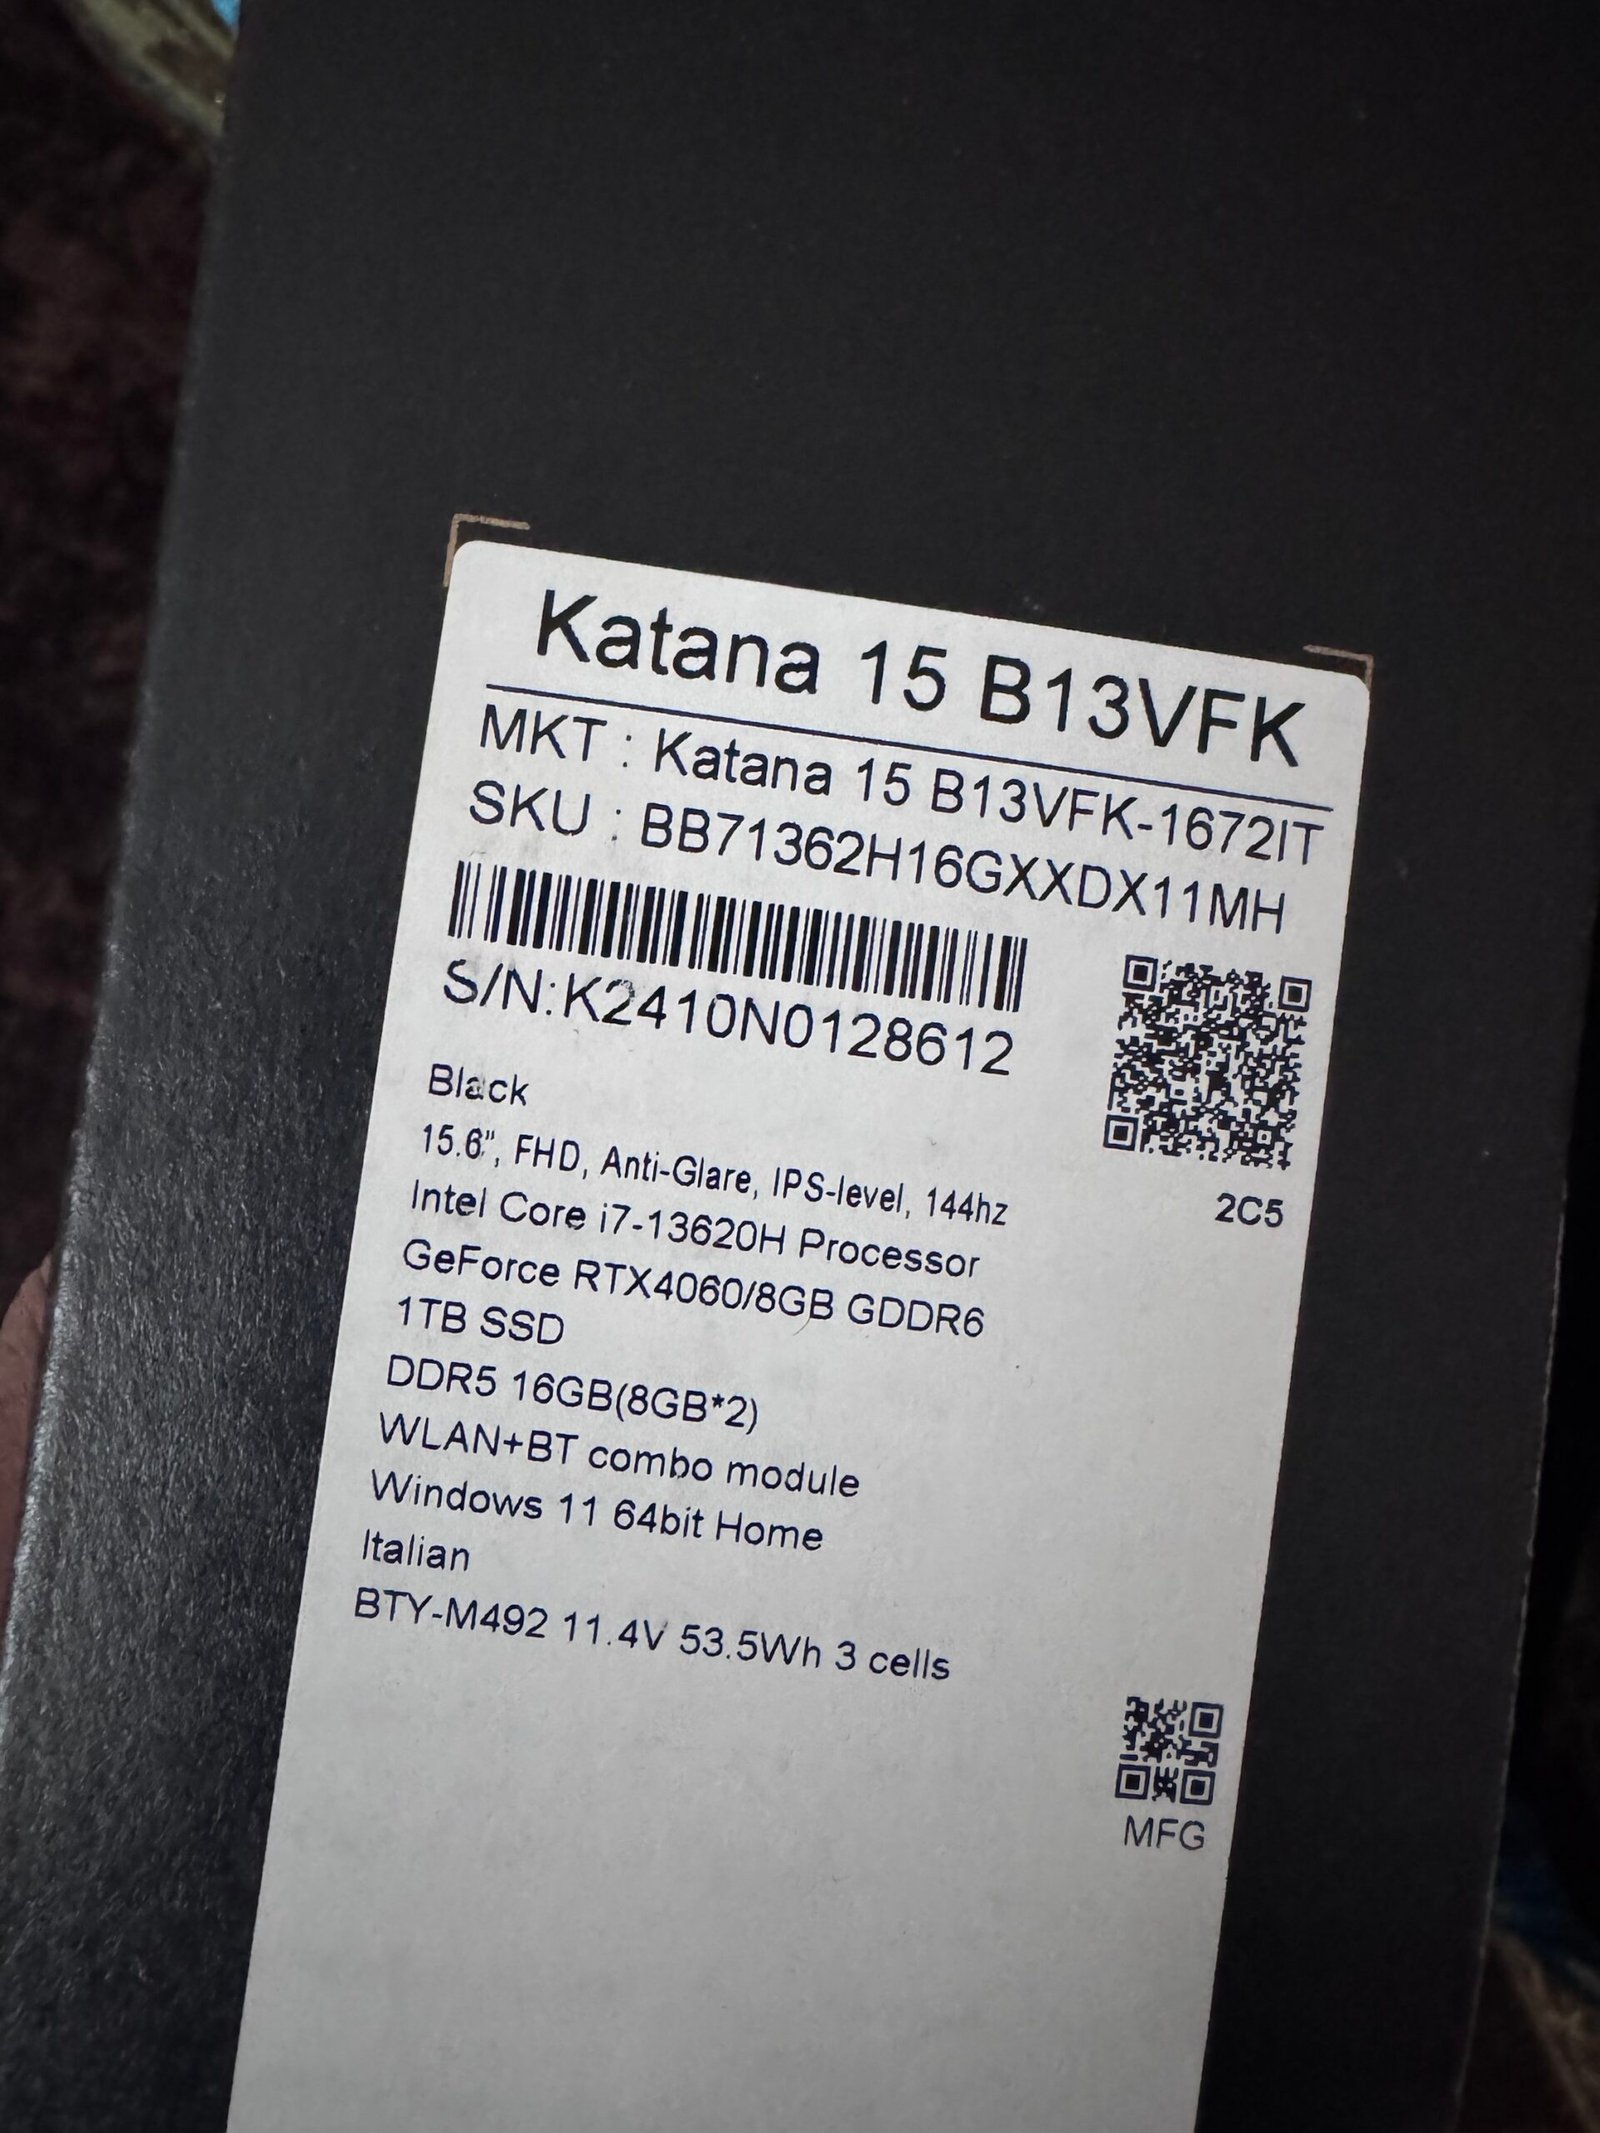 Katana 15 B13VFK
MKT : Katana 15 B13VFK-1672IT
SKU : BB71362H16GXXDX11MH
S/N:K2410N0128612
Black
15.6", FHD, Anti-Glare, IPS-level, 144hz
Intel Core i7-13620H Processor
GeForce RTX4060/8GB GDDR6
1TB SSD
DDR5 16GB(8GB*2)
WLAN+BT combo module
Windows 11 64bit Home
Italian
BTY-M492 11.4V 53.5Wh 3 cells
2C5
MFG